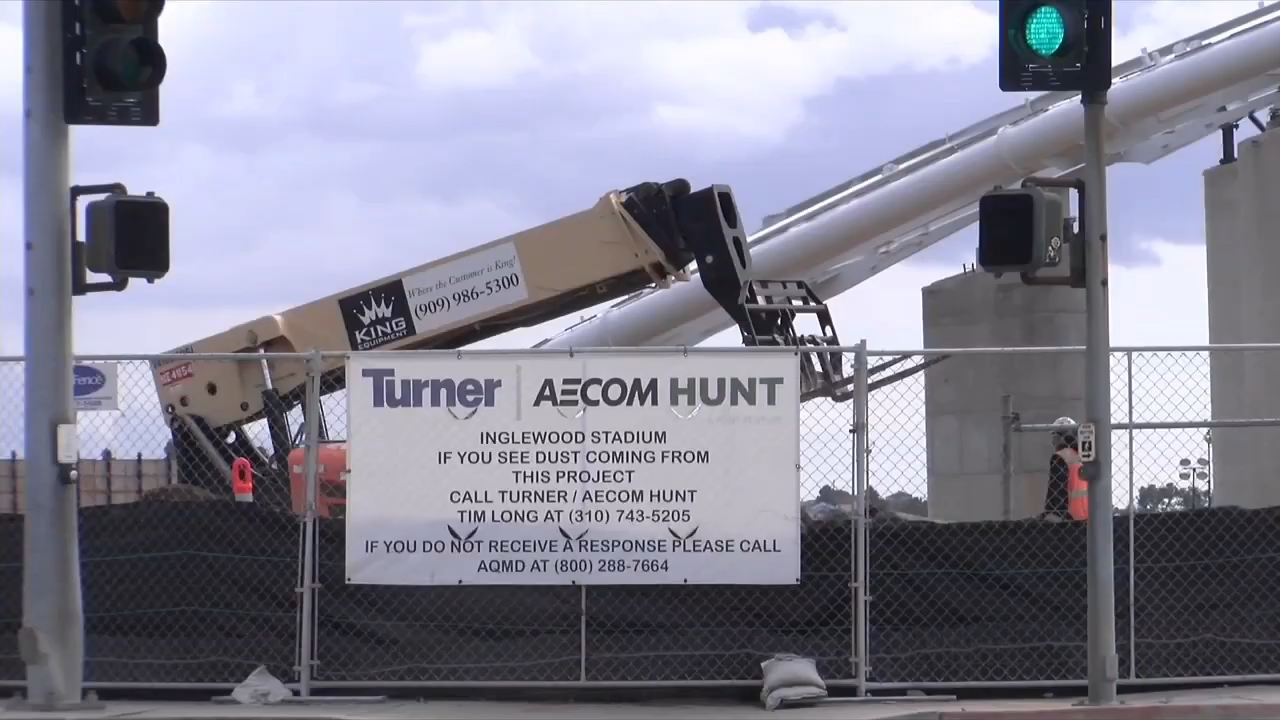 Where the Customer is King!
(909) 986-5300
KING
EQUIPMENT
Fence
Turner AECOM HUNT
INGLEWOOD STADIUM
IF YOU SEE DUST COMING FROM
THIS PROJECT
CALL TURNER / AECOM HUNT
TIM LONG AT (310) 743-5205
IF YOU DO NOT RECEIVE A RESPONSE PLEASE CALL
AQMD AT (800) 288-7664